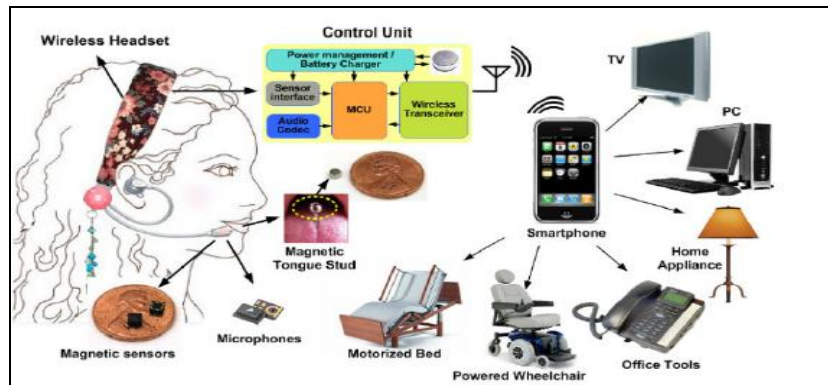 Control Unit
Wireless Headset
Power management /
Battery Charger
Sensor
interface
MCU
Wireless
Transceiver
Audio
Codec
TV
PC
Smartphone
Magnetic
Tongue Stud
Home
Appliance
Magnetic sensors
Microphones
Motorized Bed
Powered Wheelchair
Office Tools